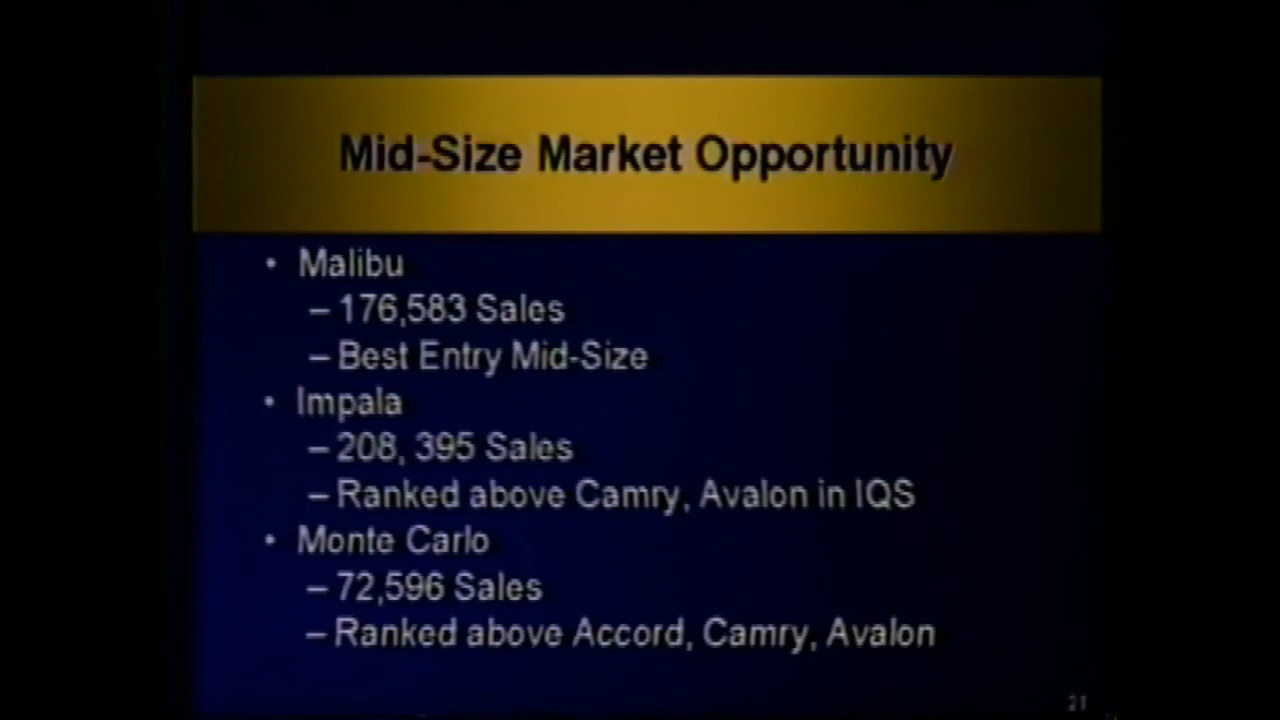 Mid-Size Market Opportunity
• Malibu
– 176,583 Sales
– Best Entry Mid-Size
• Impala
– 208, 395 Sales
– Ranked above Camry, Avalon in IQS
• Monte Carlo
– 72,596 Sales
– Ranked above Accord, Camry, Avalon
21